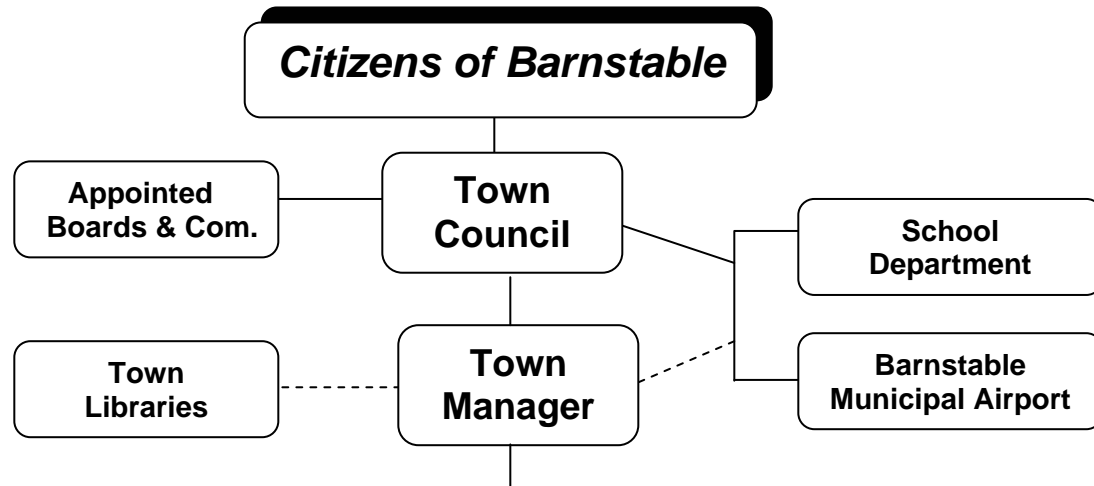 Citizens of Barnstable
Appointed
Boards & Com.
Town
Council
School
Department
Town
Libraries
Town
Manager
Barnstable
Municipal Airport